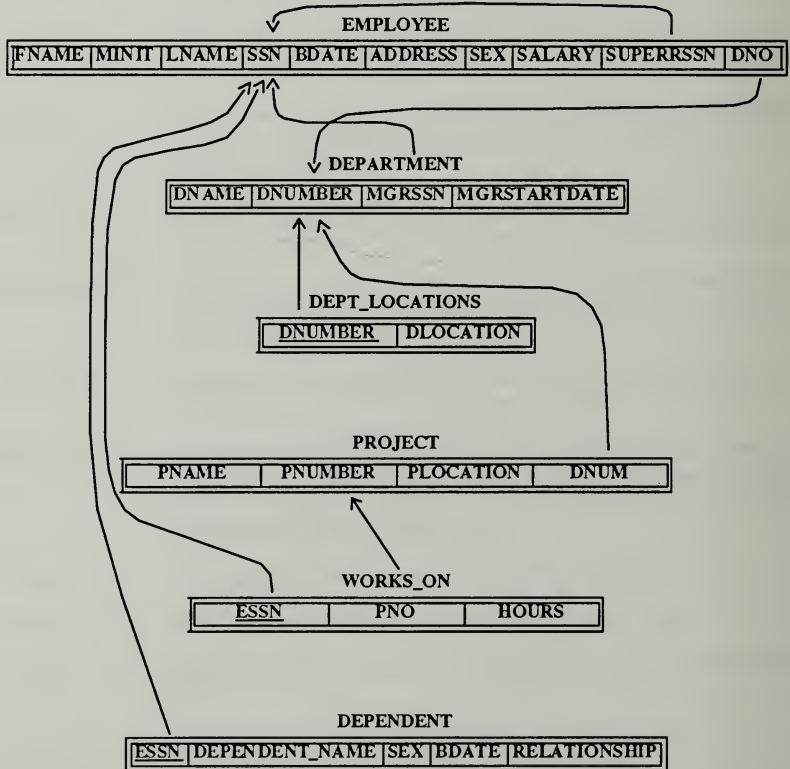 EMPLOYEE
FNAME MINIT LNAME SSN BDATE ADDRESS SEX SALARY SUPERRSSN DNO
DEPARTMENT
DNAME DNUMBER MGRSSN MGRSTARTDATE
DEPT_LOCATIONS
DNUMBER DLOCATION
PROJECT
PNAME PNUMBER PLOCATION DNUM
WORKS_ON
ESSN PNO HOURS
DEPENDENT
ESSN DEPENDENT_NAME SEX BDATE RELATIONSHIP